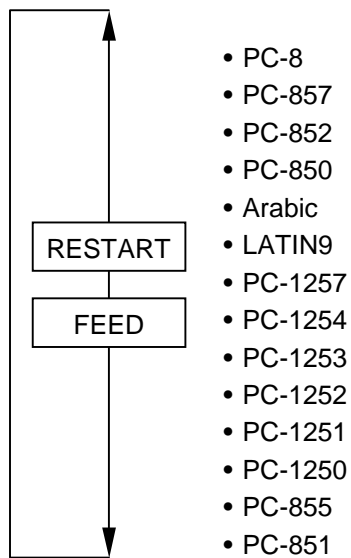 • PC-8
• PC-857
• PC-852
• PC-850
• Arabic
RESTART
• LATIN9
• PC-1257
FEED
• PC-1254
• PC-1253
• PC-1252
• PC-1251
• PC-1250
• PC-855
• PC-851